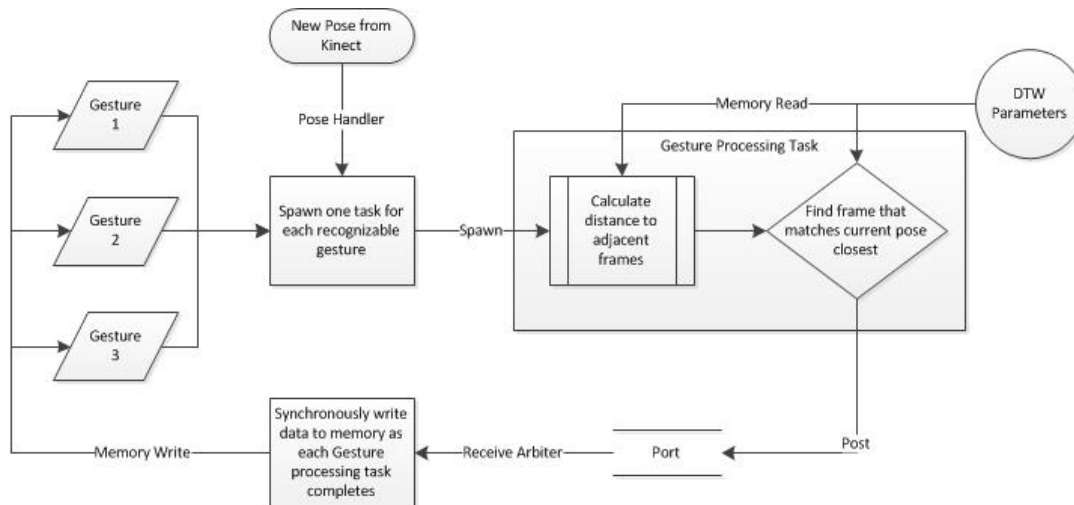 New Pose from
Kinect
Gesture
1
Pose Handler
Memory Read
DTW
Parameters
Gesture Processing Task
Gesture
2
Spawn one task for
each recognizable
gesture
Spawn
Calculate
distance to
adjacent
frames
Find frame that
matches current pose
closest
Gesture
3
Synchronously write
data to memory as
each Gesture
processing task
completes
Memory Write
Receive Arbiter
Port
Post